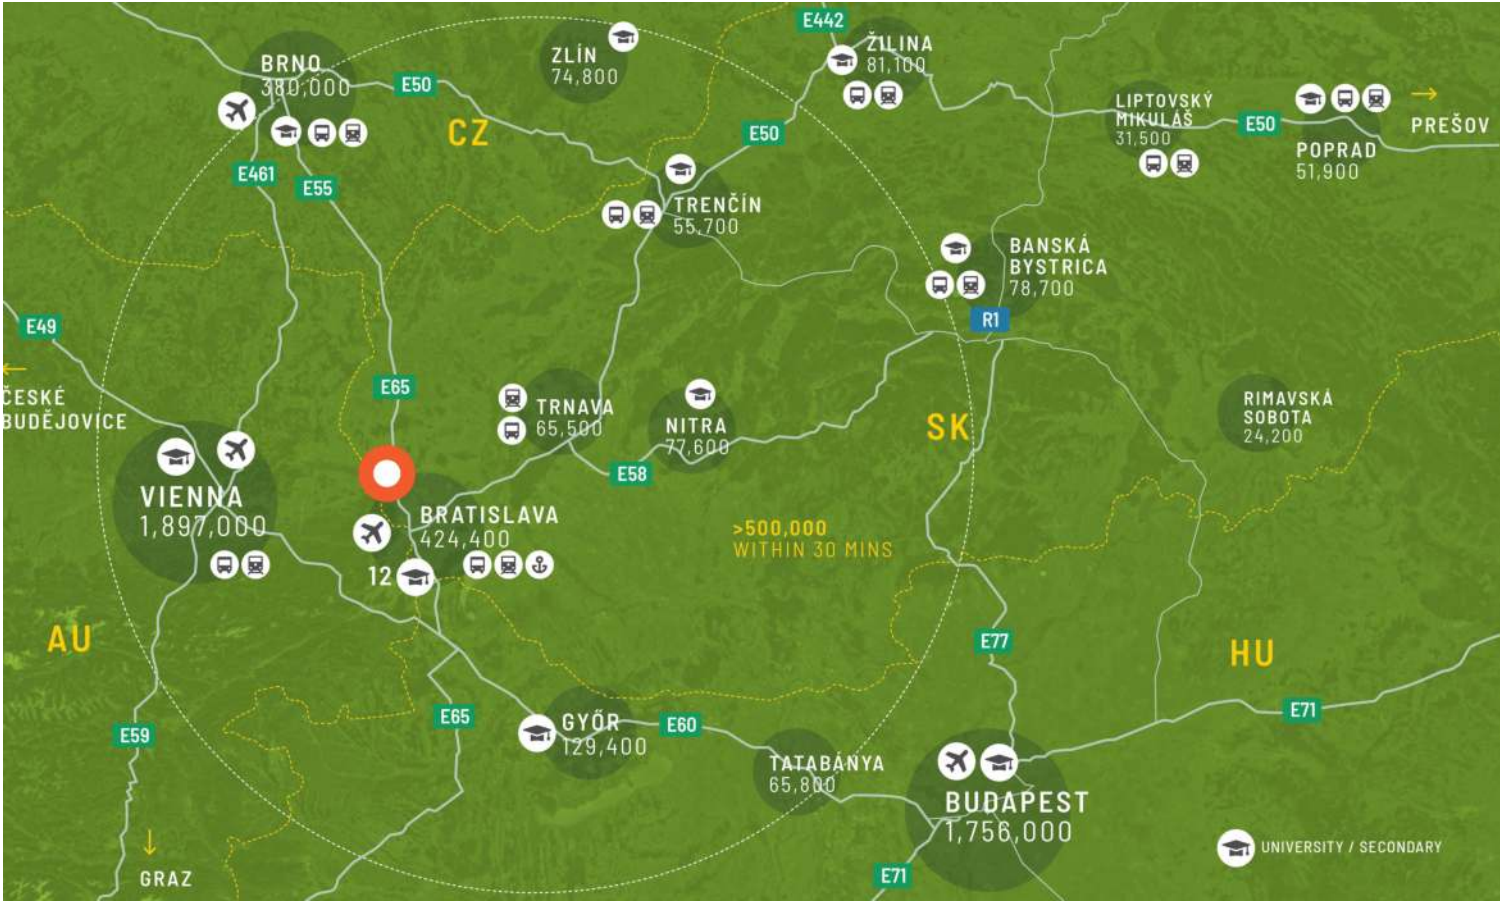 E442
BRNO
380,000
ZLÍN
74,800
ŽILINA
81,100
E50
CZ
E50
LIPTOVSKÝ
MIKULÁŠ
31,500
E50
POPRAD
51,900
PREŠOV
E461
E55
TRENČÍN
55,700
BANSKÁ
BYSTRICA
78,700
R1
E49
ČESKÉ
BUDĚJOVICE
E65
TRNAVA
65,500
NITRA
77,600
E58
SK
RIMAVSKÁ
SOBOTA
24,200
VIENNA
1,897,000
BRATISLAVA
424,400
12
>500,000
WITHIN 30 MINS
AU
E77
HU
E59
E65
GYŐR
129,400
E60
E71
TATABÁNYA
65,800
BUDAPEST
1,756,000
GRAZ
E71
UNIVERSITY / SECONDARY